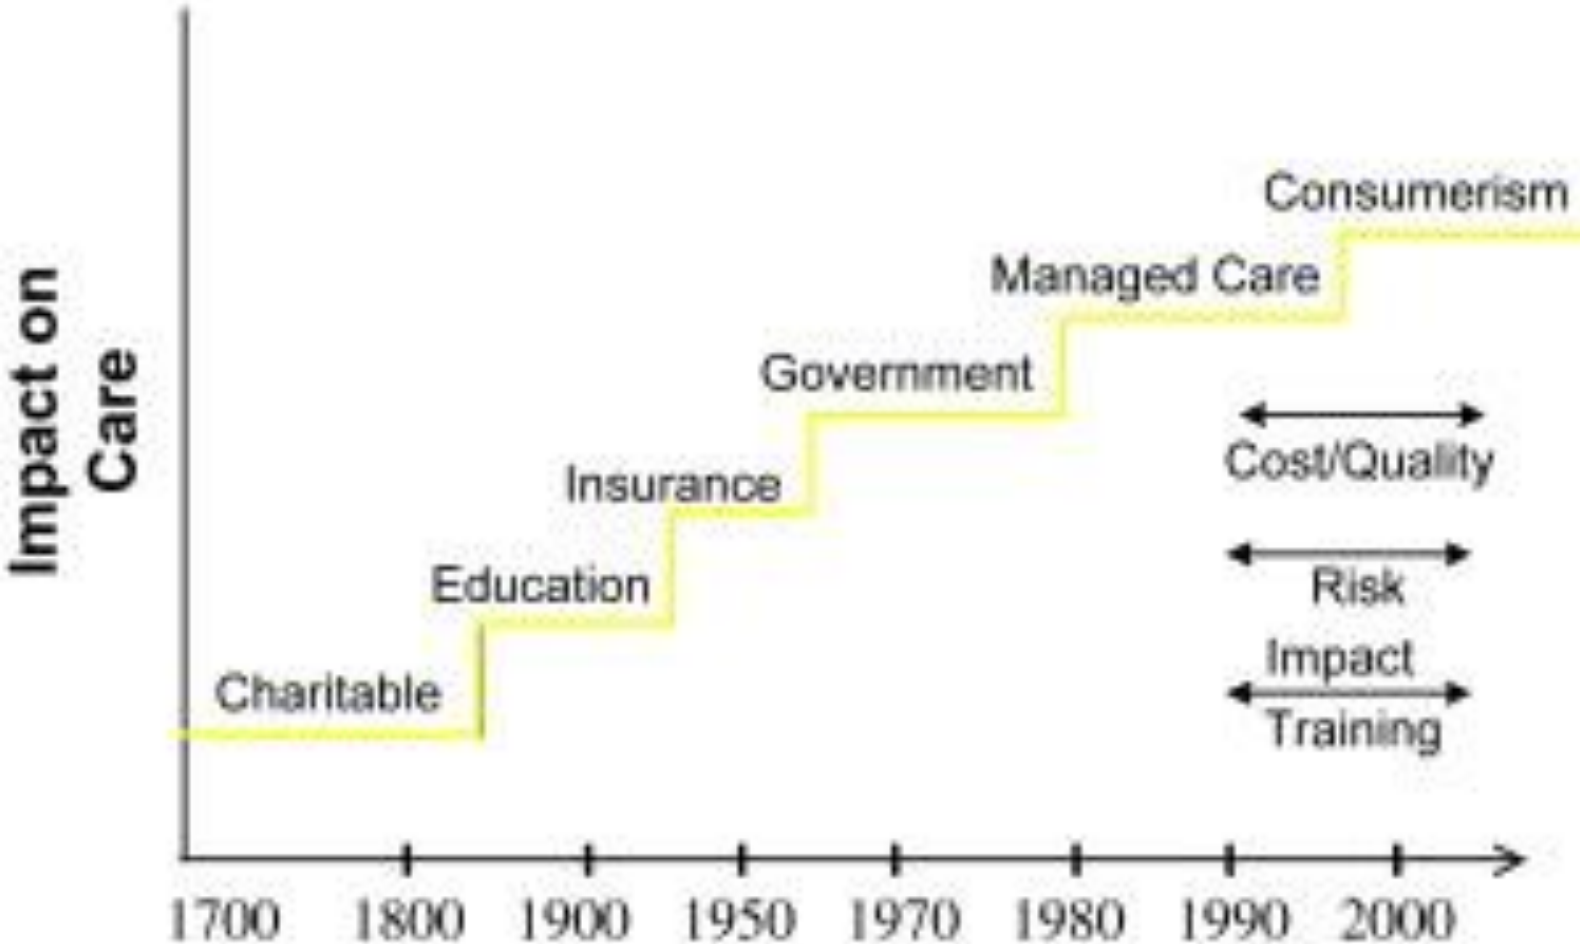 Impact on
Care
Consumerism
Managed Care
Government
Insurance
Education
Charitable
Cost/Quality
Risk
Impact
Training
1700 1800 1900 1950 1970 1980 1990 2000